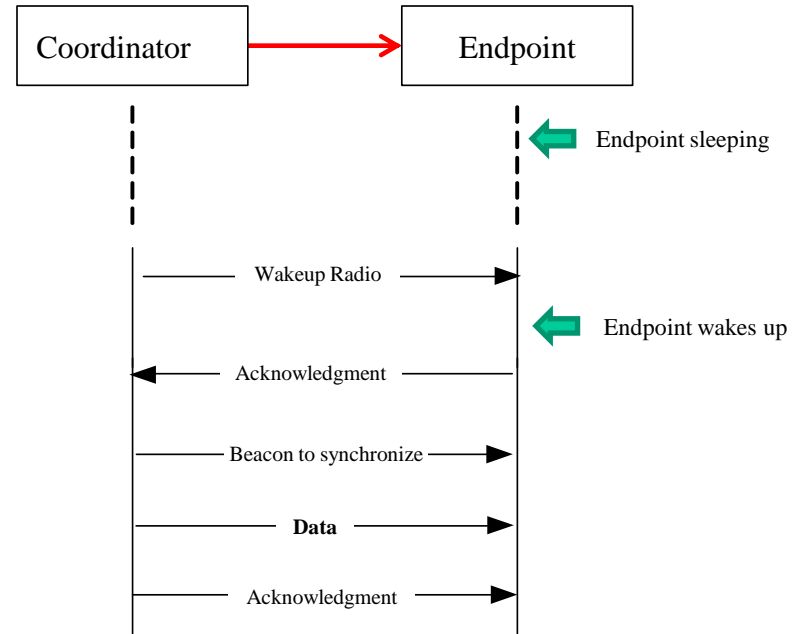 Coordinator
Endpoint
Endpoint sleeping
Wakeup Radio
Endpoint wakes up
Acknowledgment
Beacon to synchronize
Data
Acknowledgment